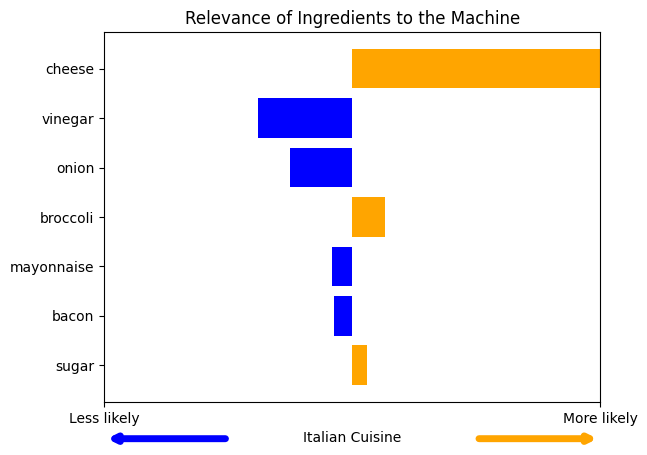 Relevance of Ingredients to the Machine
cheese
vinegar
onion
broccoli
mayonnaise
bacon
sugar
Less likely More likely
Italian Cuisine